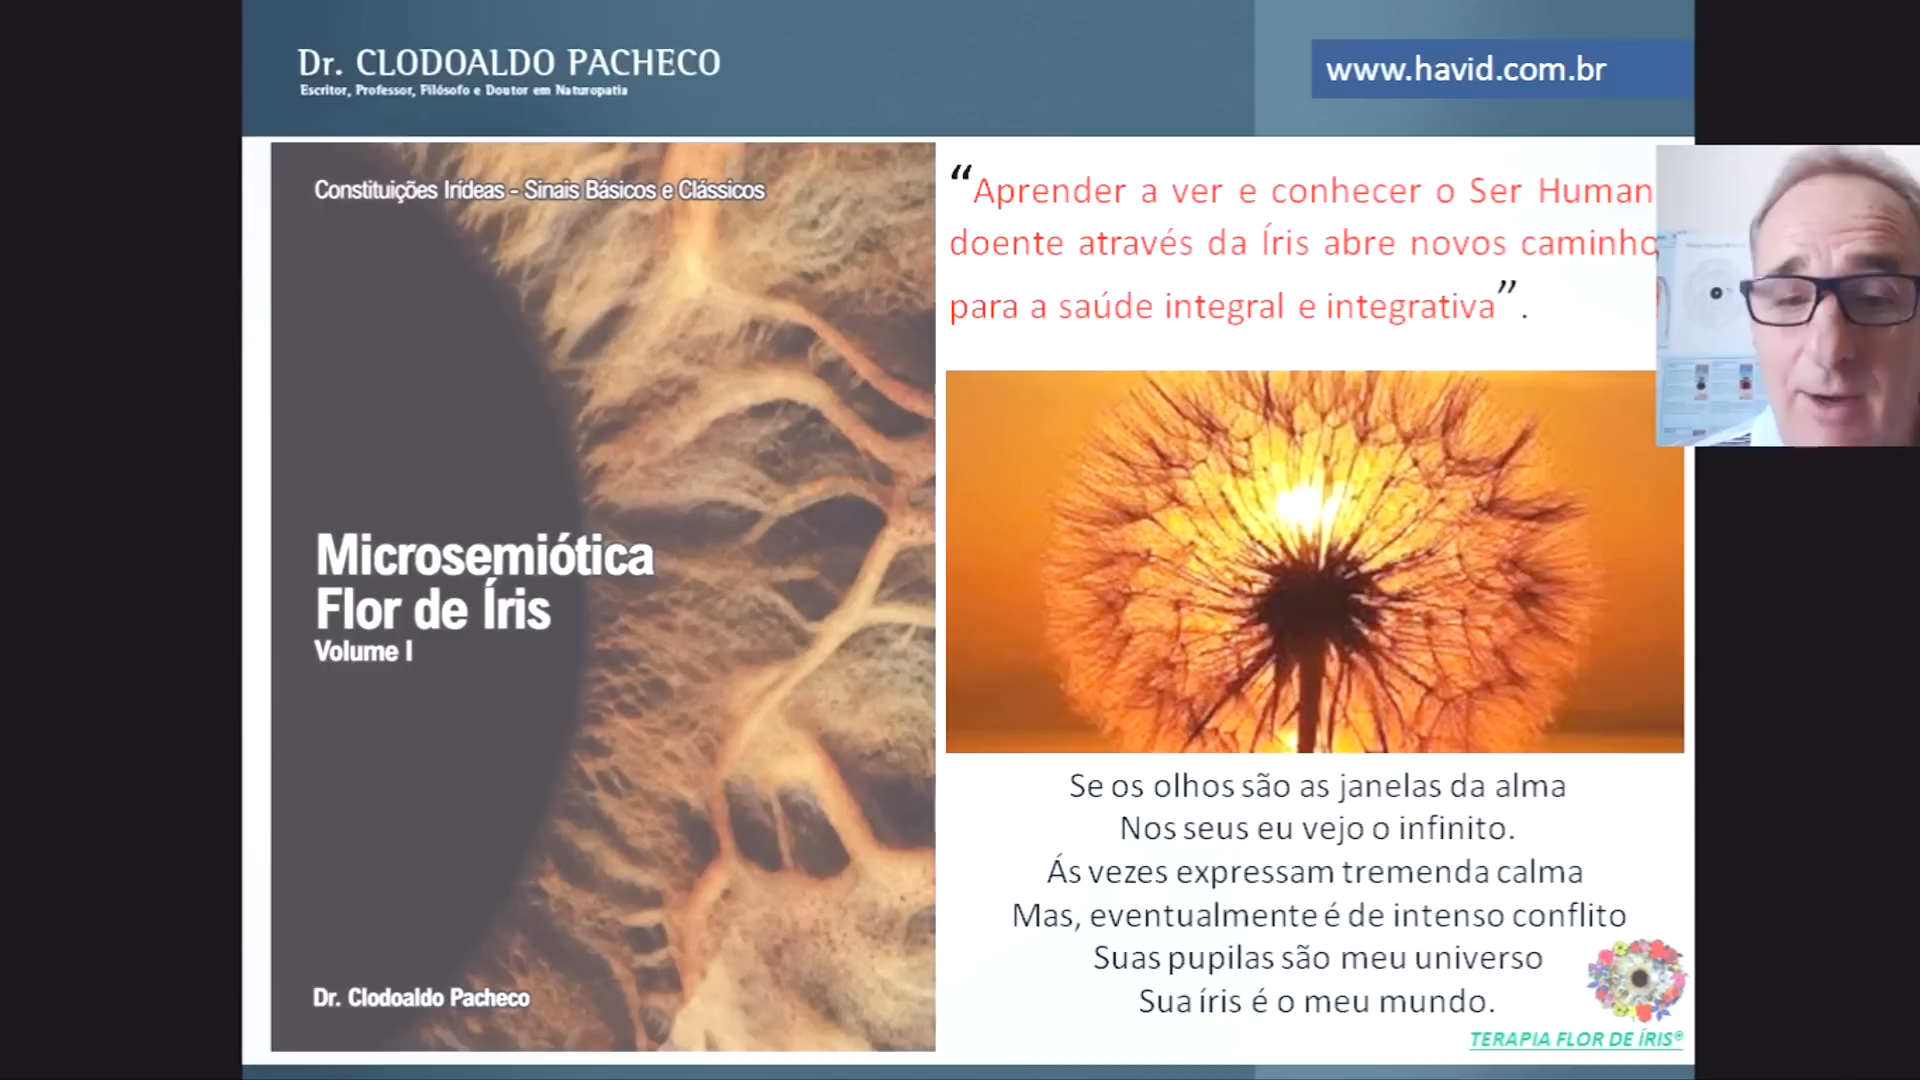 Dr. CLODOALDO PACHECO
Escritor, Professor, Filósofo e Doutor em Naturopatia
www.havid.com.br
Constituições Irídeas - Sinais Básicos e Clássicos
Microsemiótica
Flor de Íris
Volume I
Dr. Clodoaldo Pacheco
“Aprender a ver e conhecer o Ser Human
doente através da Íris abre novos caminho
para a saúde integral e integrativa”.
Se os olhos são as janelas da alma
Nos seus eu vejo o infinito.
Ás vezes expressam tremenda calma
Mas, eventualmente é de intenso conflito
Suas pupilas são meu universo
Sua íris é o meu mundo.
TERAPIA FLOR DE ÍRIS®